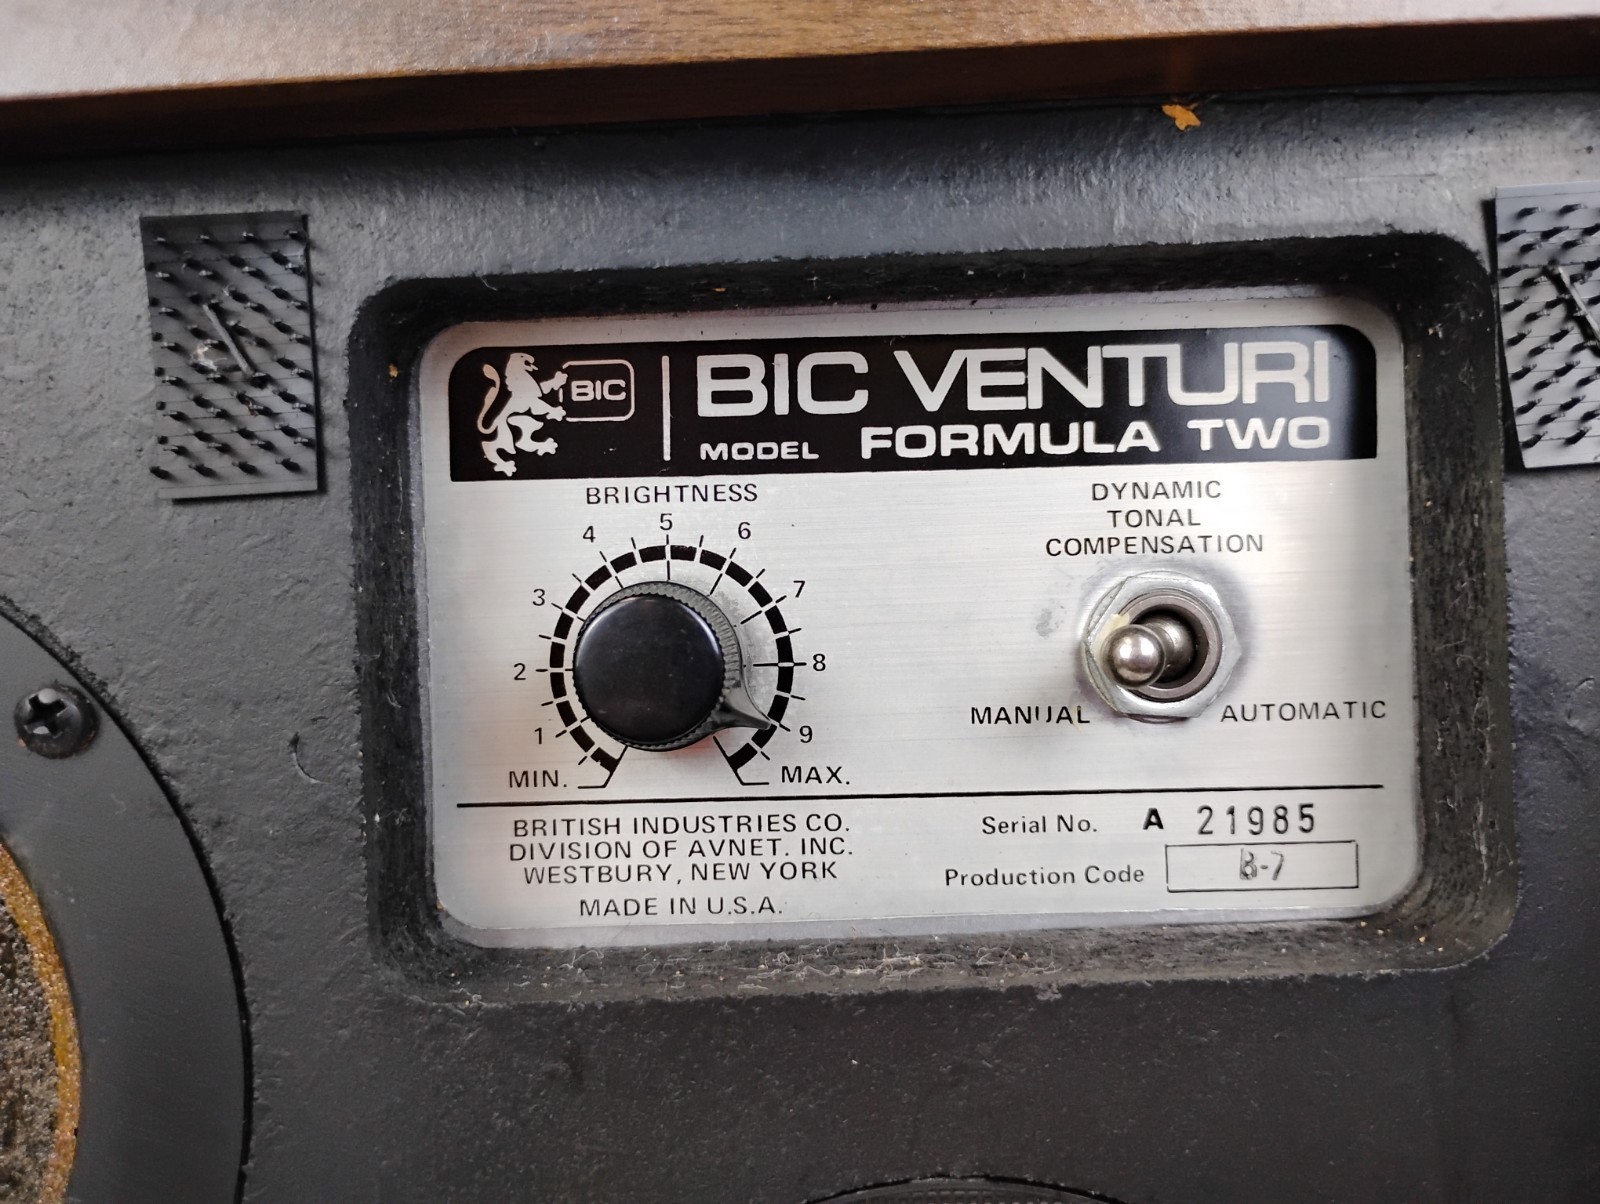 BIC
BIC VENTURI
MODEL FORMULA TWO
BRIGHTNESS
1
2
3
4
5
6
7
8
9
MIN.
MAX.
DYNAMIC
TONAL
COMPENSATION
MANUAL
AUTOMATIC
BRITISH INDUSTRIES CO.
DIVISION OF AVNET. INC.
WESTBURY, NEW YORK
MADE IN U.S.A.
Serial No. A 21985
Production Code B-7